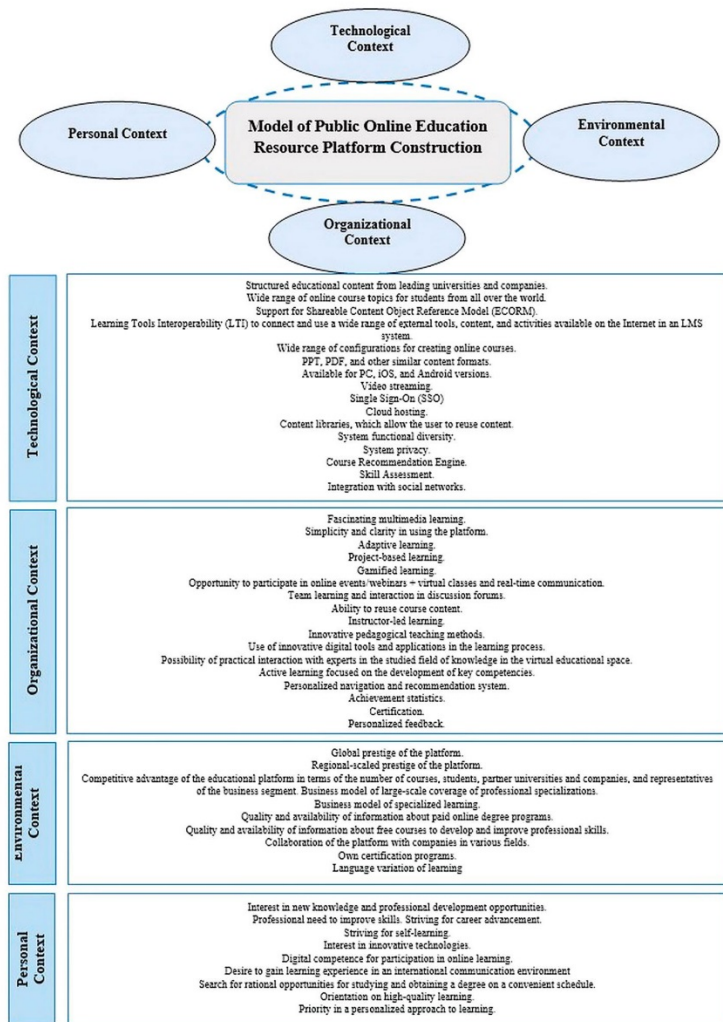 Technological
Context
Personal Context
Model of Public Online Education
Resource Platform Construction
Environmental
Context
Organizational
Context
Technological Context
Structured educational content from leading universities and companies.
Wide range of online course topics for students from all over the world.
Support for Shareable Content Object Reference Model (ECORM).
Learning Tools Interoperability (LTI) to connect and use a wide range of external tools, content, and activities available on the Internet in an LMS
system.
Wide range of configurations for creating online courses.
PPT, PDF, and other similar content formats.
Available for PC, iOS, and Android versions.
Video streaming.
Single Sign-On (SSO)
Cloud hosting.
Content libraries, which allow the user to reuse content.
System functional diversity.
System privacy.
Course Recommendation Engine.
Skill Assessment.
Integration with social networks.
Organizational Context
Fascinating multimedia learning.
Simplicity and clarity in using the platform.
Adaptive learning.
Project-based learning.
Gamified learning.
Opportunity to participate in online events/webinars + virtual classes and real-time communication.
Team learning and interaction in discussion forums.
Ability to reuse course content.
Instructor-led learning.
Innovative pedagogical teaching methods.
Use of innovative digital tools and applications in the learning process.
Possibility of practical interaction with experts in the studied field of knowledge in the virtual educational space.
Active learning focused on the development of key competencies.
Personalized navigation and recommendation system.
Achievement statistics.
Certification.
Personalized feedback.
Environmental
Context
Global prestige of the platform.
Regional-scaled prestige of the platform.
Competitive advantage of the educational platform in terms of the number of courses, students, partner universities and companies, and representatives
of the business segment. Business model of large-scale coverage of professional specializations.
Business model of specialized learning.
Quality and availability of information about paid online degree programs.
Quality and availability of information about free courses to develop and improve professional skills.
Collaboration of the platform with companies in various fields.
Own certification programs.
Language variation of learning
Personal
Context
Interest in new knowledge and professional development opportunities.
Professional need to improve skills. Striving for career advancement.
Striving for self-learning.
Interest in innovative technologies.
Digital competence for participation in online learning.
Desire to gain learning experience in an international communication environment
Search for rational opportunities for studying and obtaining a degree on a convenient schedule.
Orientation on high-quality learning.
Priority in a personalized approach to learning.